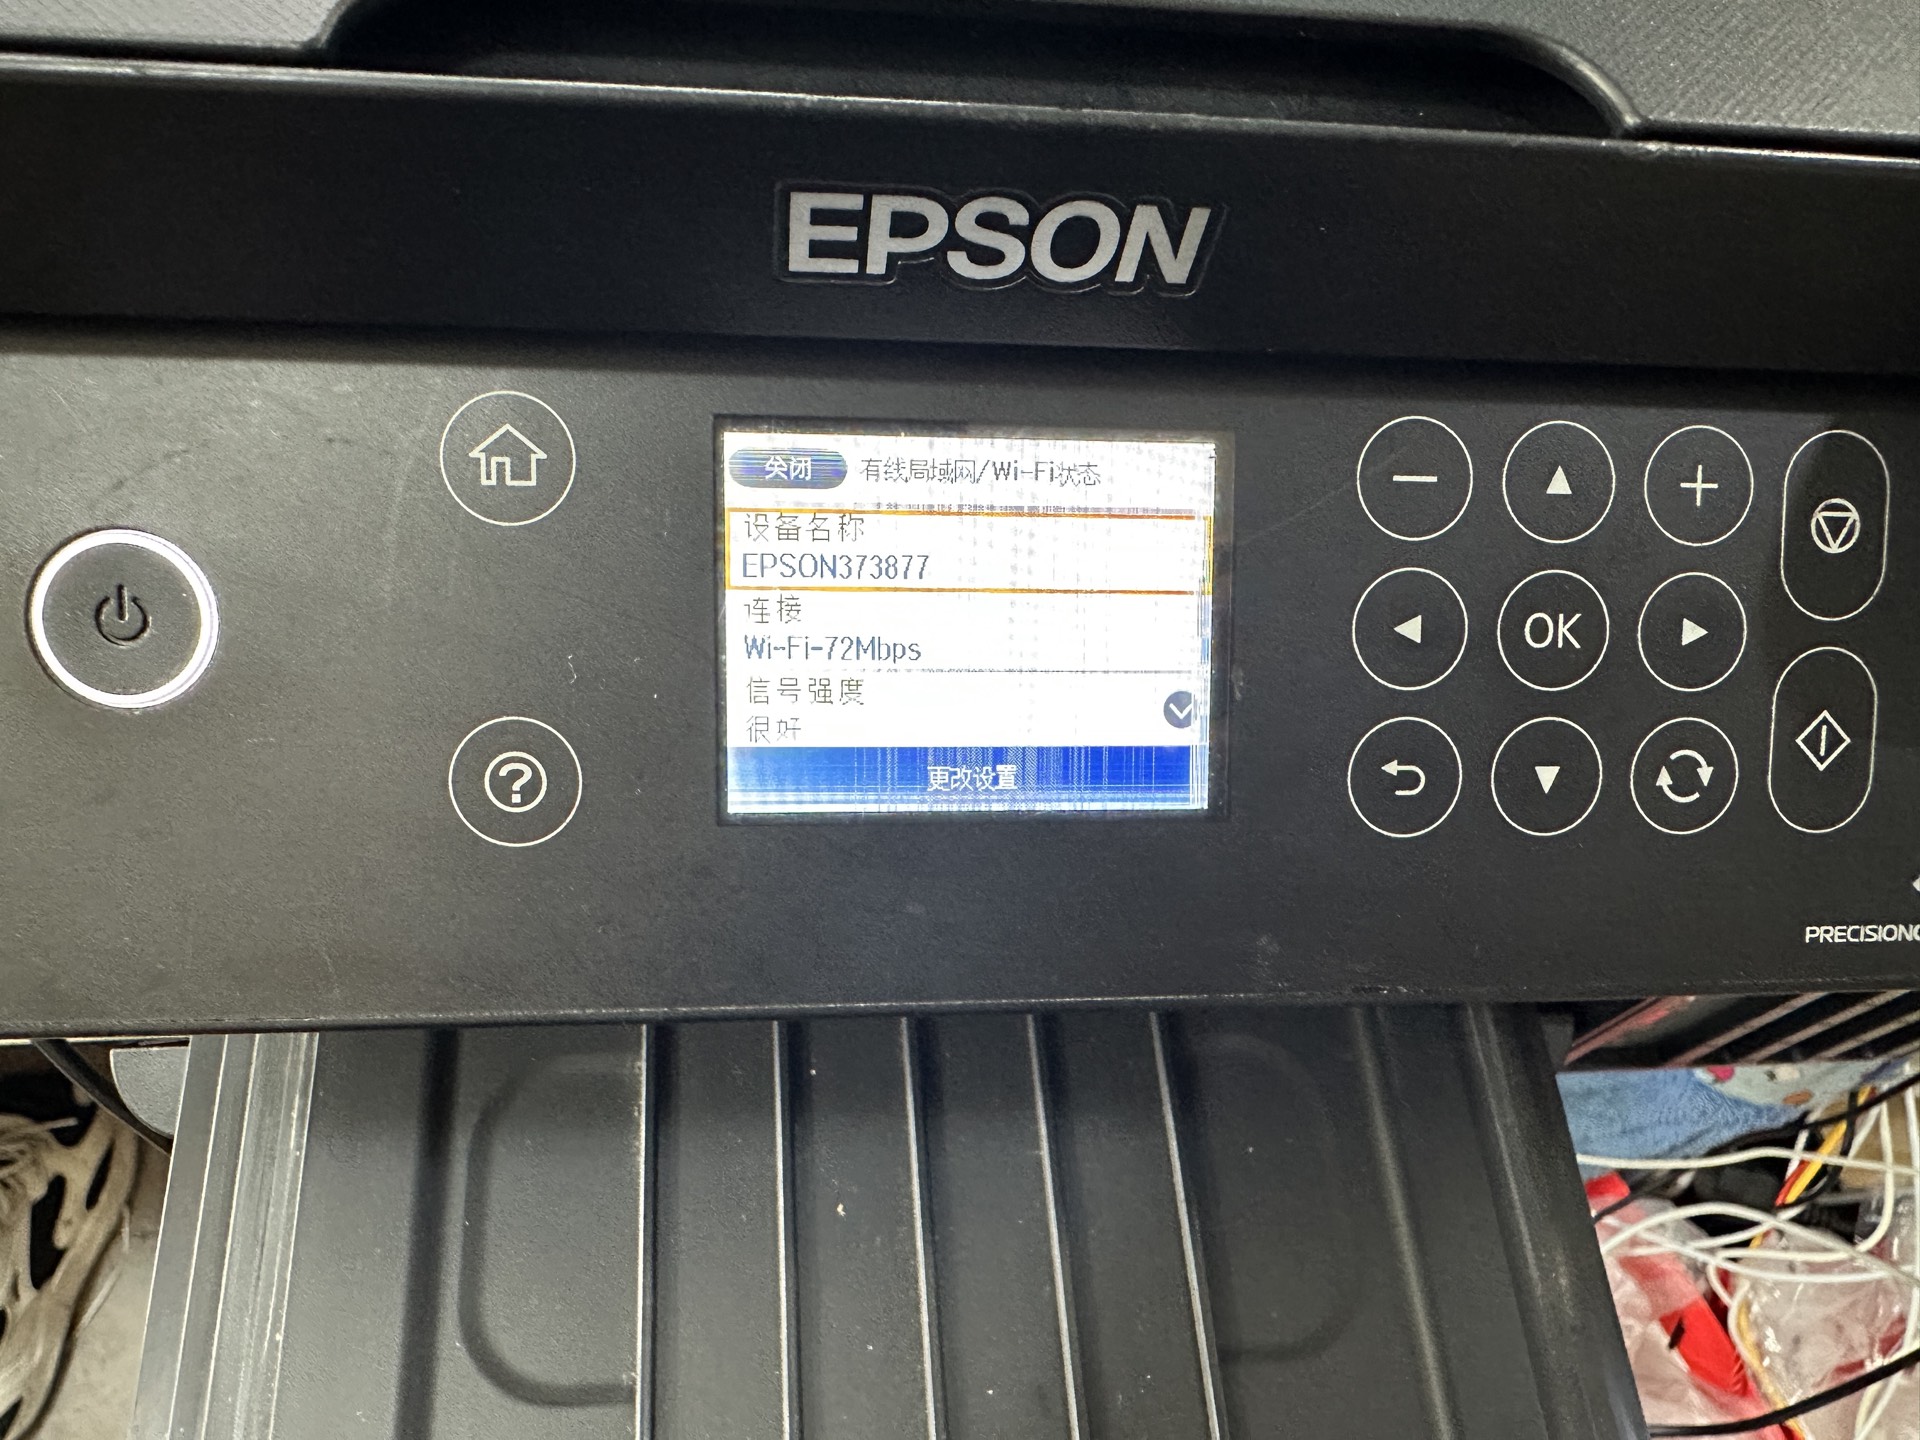 EPSON
关闭 有线局域网/Wi-Fi状态
设备名称
EPSON373877
连接
Wi-Fi-72Mbps
信号强度
很好
更改设置
OK
PRECISION